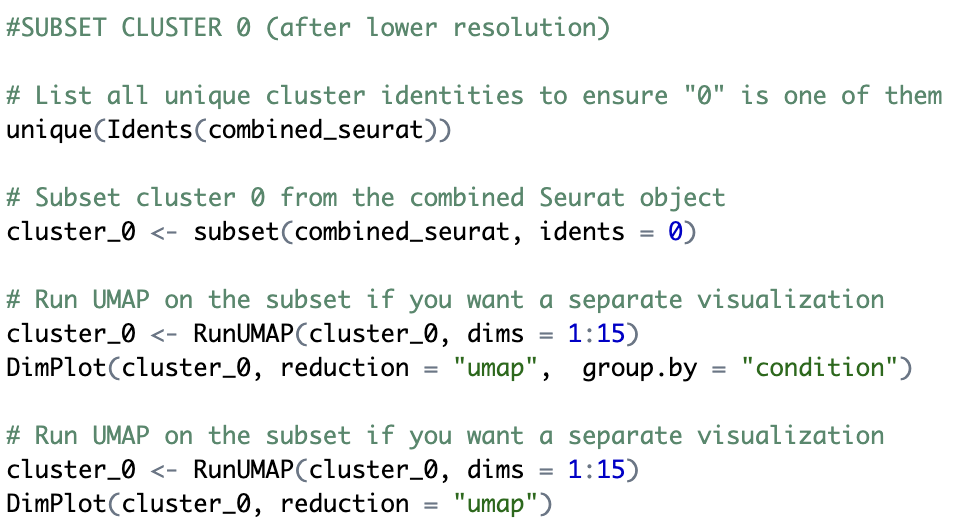 #SUBSET CLUSTER 0 (after lower resolution)
# List all unique cluster identities to ensure "0" is one of them
unique(Idents(combined_seurat))
# Subset cluster 0 from the combined Seurat object
cluster_0 <- subset(combined_seurat, idents = 0)
# Run UMAP on the subset if you want a separate visualization
cluster_0 <- RunUMAP(cluster_0, dims = 1:15)
DimPlot(cluster_0, reduction = "umap",  group.by = "condition")
# Run UMAP on the subset if you want a separate visualization
cluster_0 <- RunUMAP(cluster_0, dims = 1:15)
DimPlot(cluster_0, reduction = "umap")